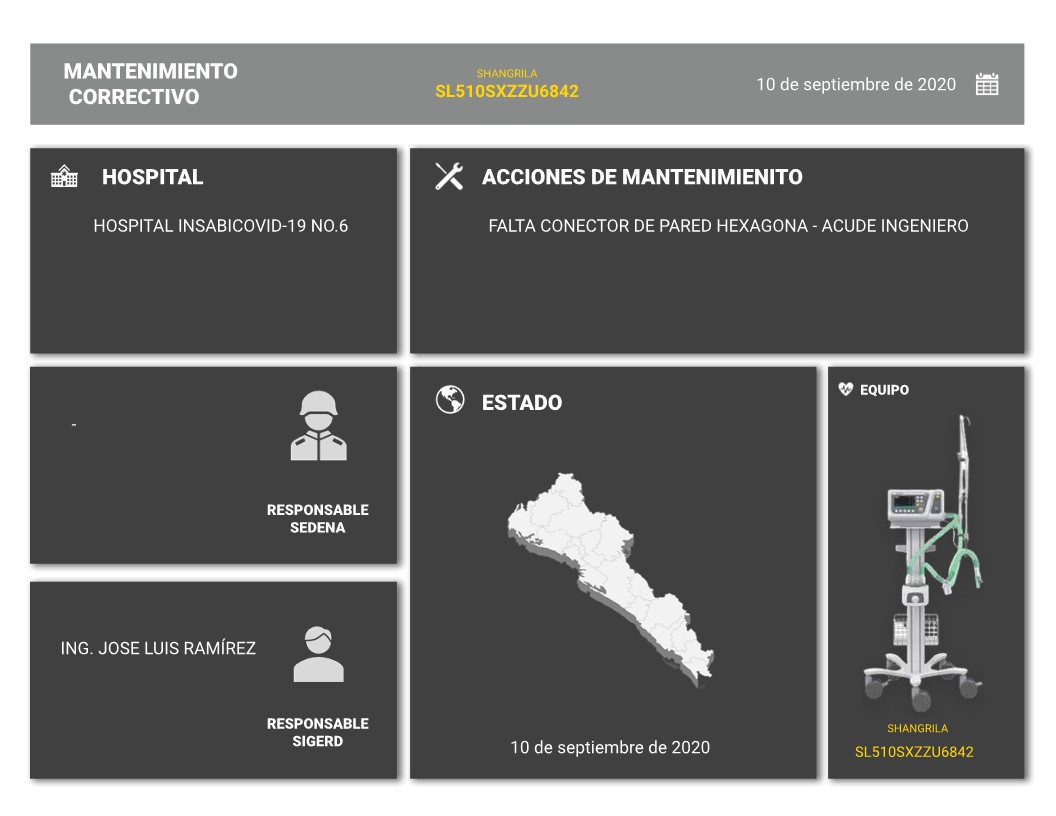 MANTENIMIENTO
CORRECTIVO
SHANGRILA
SL510SXZZU6842
10 de septiembre de 2020
HOSPITAL
HOSPITAL INSABICOVID-19 NO.6
ACCIONES DE MANTENIMIENITO
FALTA CONECTOR DE PARED HEXAGONA - ACUDE INGENIERO
-
RESPONSABLE
SEDENA
ING. JOSE LUIS RAMÍREZ
RESPONSABLE
SIGERD
ESTADO
10 de septiembre de 2020
EQUIPO
SHANGRILA
SL510SXZZU6842